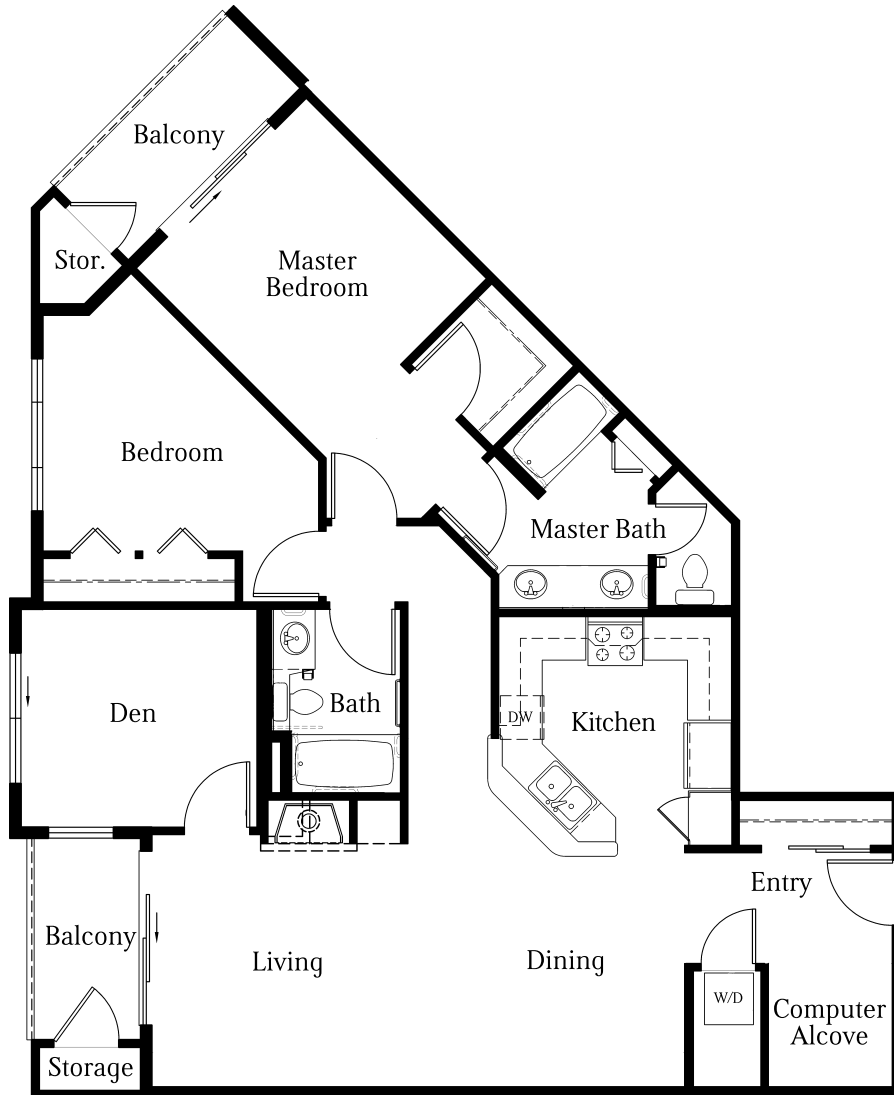 Balcony
Stor.
Master
Bedroom
Bedroom
Master Bath
Den
Bath
DW
Kitchen
Entry
Balcony
Living
Dining
W/D
Computer
Alcove
Storage